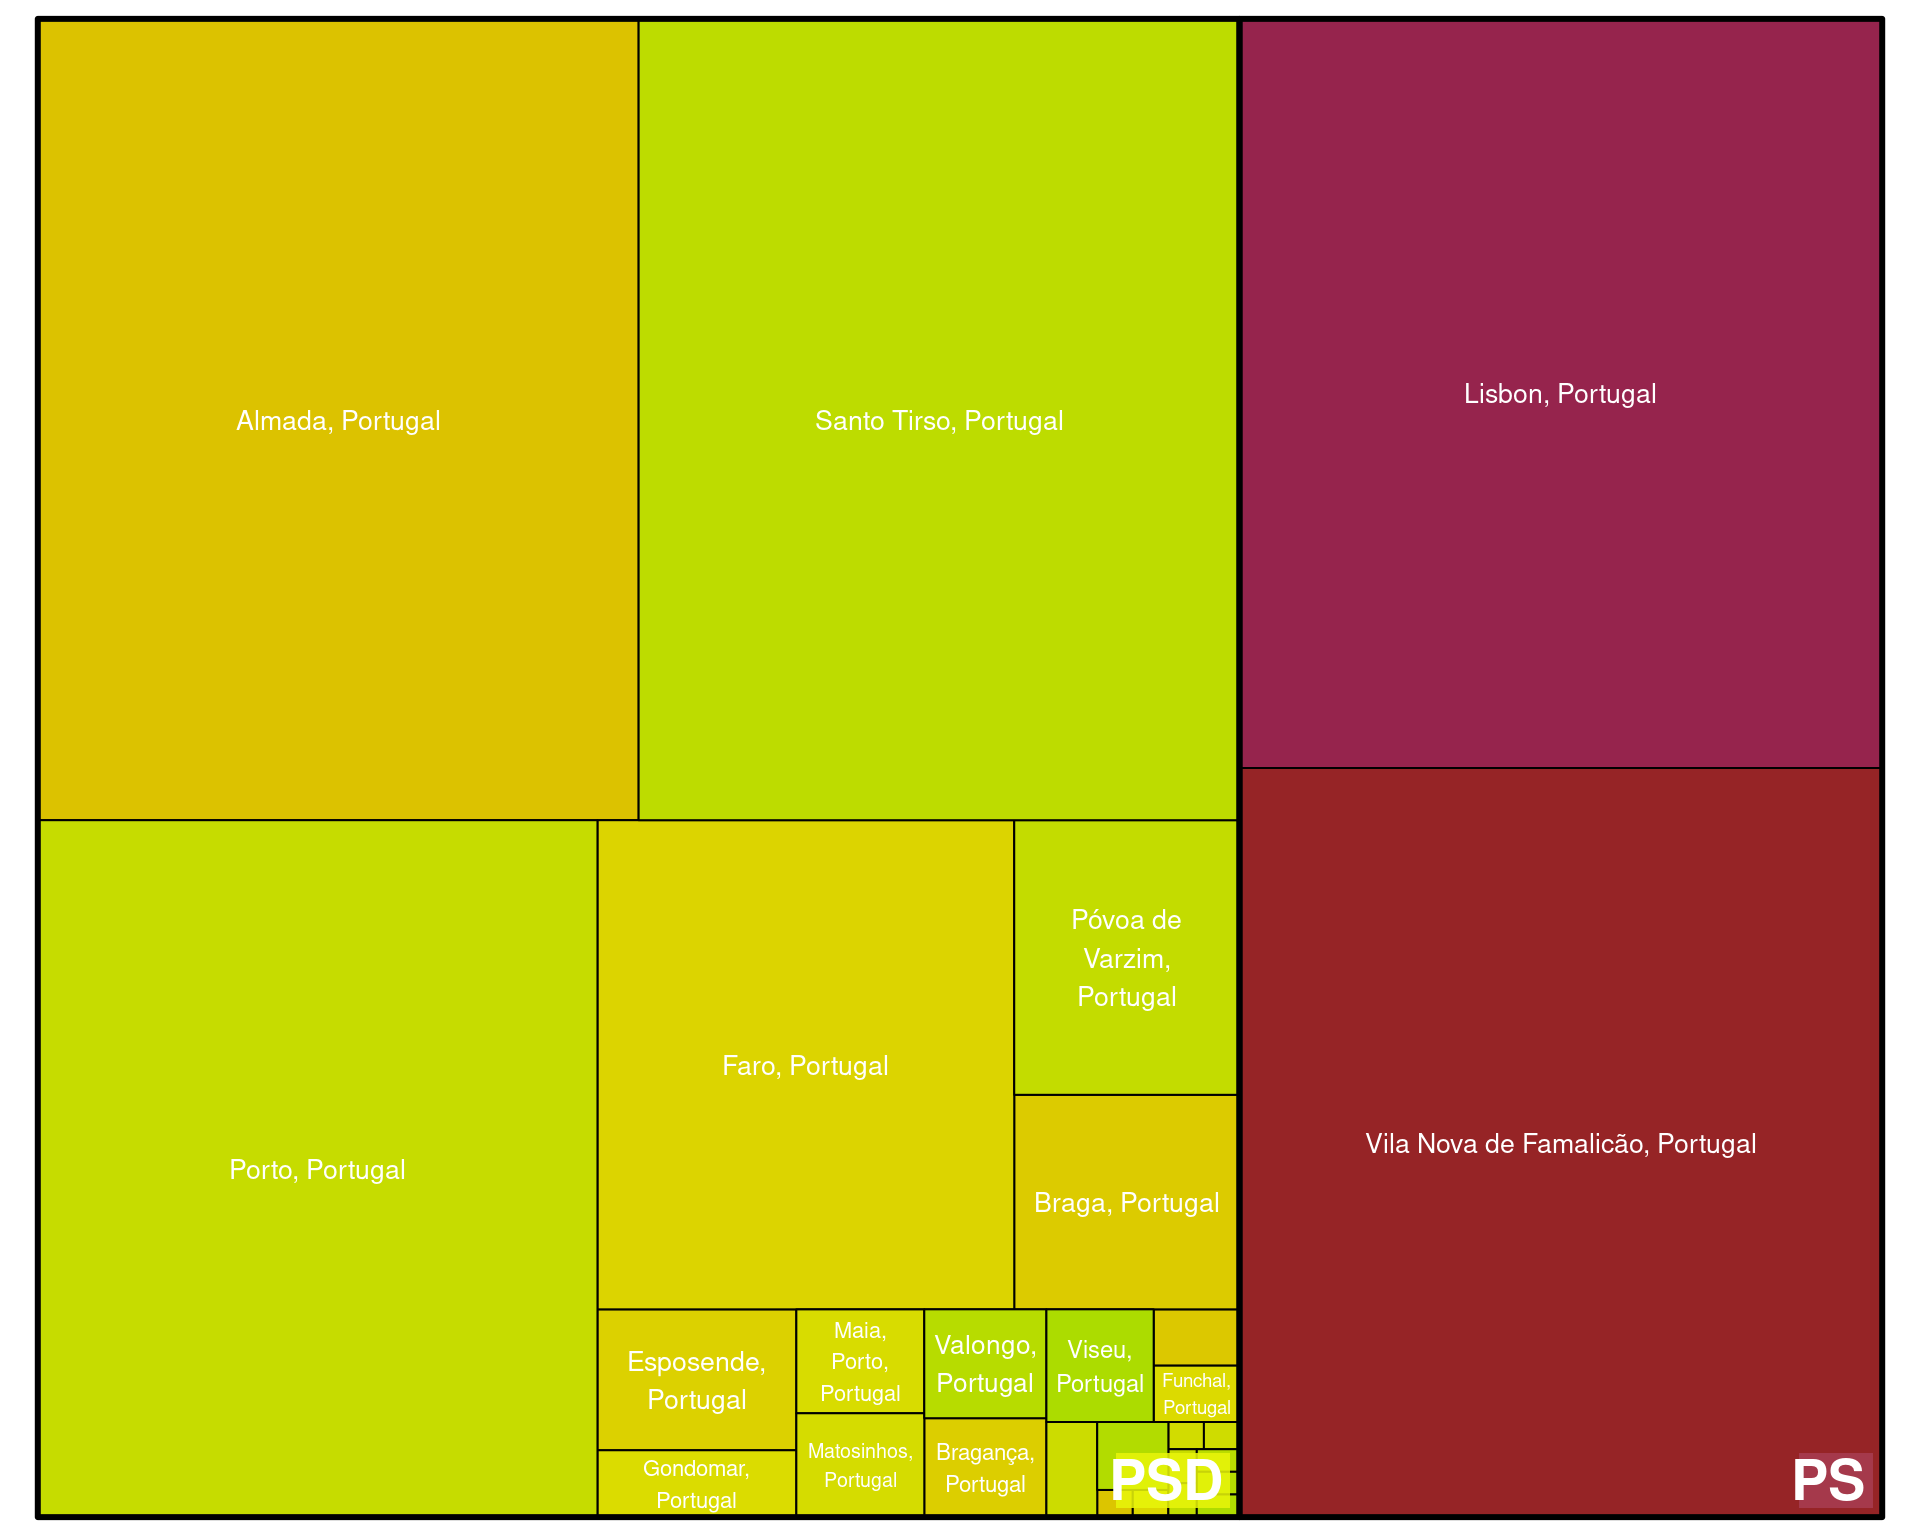 Almada, Portugal
Santo Tirso, Portugal
Lisbon, Portugal
Porto, Portugal
Faro, Portugal
Póvoa de
Varzim,
Portugal
Braga, Portugal
Vila Nova de Famalicão, Portugal
Esposende,
Portugal
Gondomar,
Portugal
Maia,
Porto,
Portugal
Matosinhos,
Portugal
Valongo,
Portugal
Bragança,
Portugal
Viseu,
Portugal
Funchal,
Portugal
PSD
PS